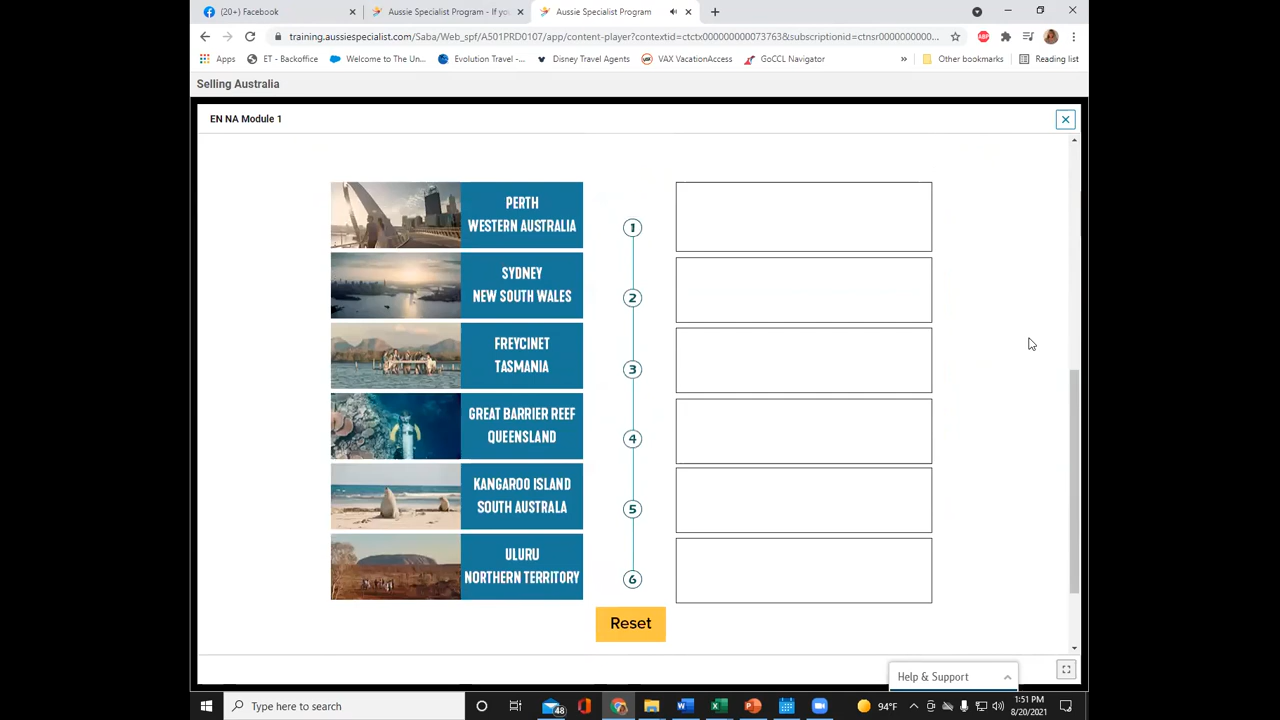 (20+) Facebook
Aussie Specialist Program - If yo
Aussie Specialist Program
training.aussiespecialist.com/Saba/Web_spf/A501PRD0107/app/content-player?contextid=ctctx000000000073763&subscriptionid=ctnsr0000000000...
ABP
Apps
ET - Backoffice
Welcome to The Un...
Evolution Travel -...
Disney Travel Agents
VAX VacationAccess
GoCCL Navigator
»
Other bookmarks
Reading list
Selling Australia
EN NA Module 1
PERTH
WESTERN AUSTRALIA
1
SYDNEY
NEW SOUTH WALES
2
FREYCINET
TASMANIA
3
GREAT BARRIER REEF
QUEENSLAND
4
KANGAROO ISLAND
SOUTH AUSTRALA
5
ULURU
NORTHERN TERRITORY
6
Reset
Help & Support
Type here to search
48
94°F
1:51 PM
8/20/2021